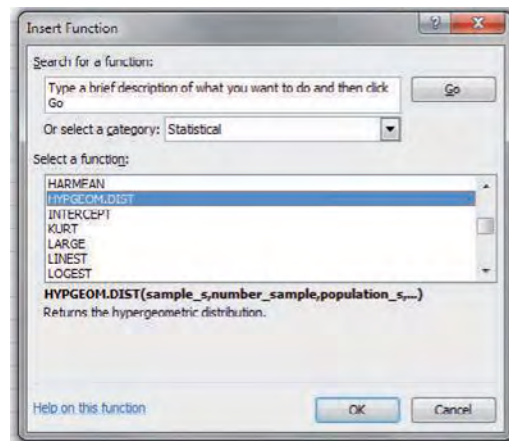 Insert Function
Search for a function:
Type a brief description of what you want to do and then click
Go
Go
Or select a category: Statistical
Select a function:
HARMEAN
HYPGEOM.DIST
INTERCEPT
KURT
LARGE
LINEST
LOGEST
HYPGEOM.DIST(sample_s,number_sample,population_s,...)
Returns the hypergeometric distribution.
Help on this function
OK
Cancel